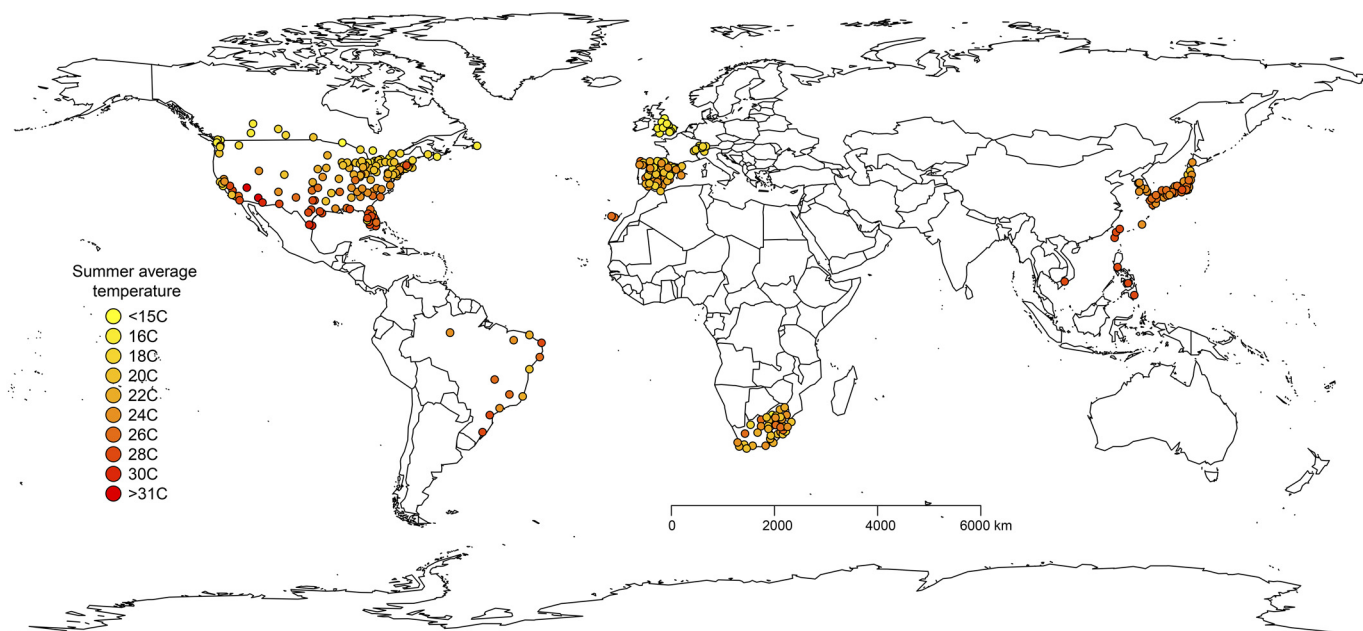 Summer average
temperature
<15C
16C
18C
20C
22C
24C
26C
28C
30C
>31C
0 2000 4000 6000 km